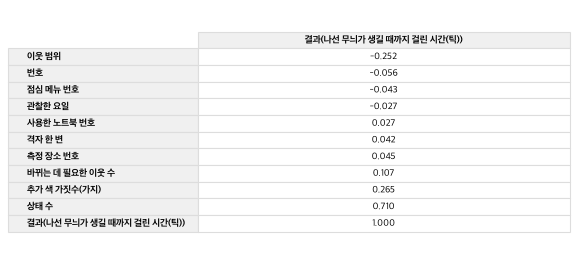 결과(나선 무늬가 생길 때까지 걸린 시간(틱))
이웃 범위 -0.252
번호 -0.056
점심 메뉴 번호 -0.043
관찰한 요일 -0.027
사용한 노트북 번호 0.027
격자 한 변 0.042
측정 장소 번호 0.045
바뀌는 데 필요한 이웃 수 0.107
추가 색 가짓수(가지) 0.265
상태 수 0.710
결과(나선 무늬가 생길 때까지 걸린 시간(틱)) 1.000